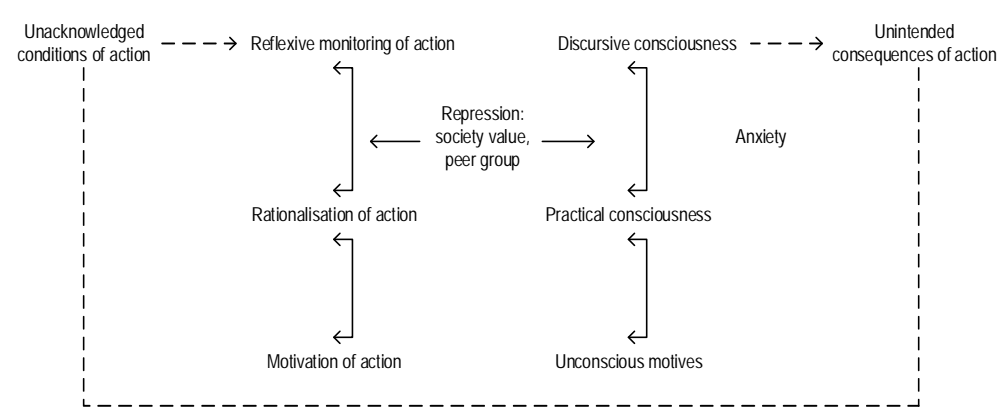 Unacknowledged
conditions of action
Reflexive monitoring of action
Discursive consciousness
Unintended
consequences of action
Repression:
society value,
peer group
Anxiety
Rationalisation of action
Practical consciousness
Motivation of action
Unconscious motives